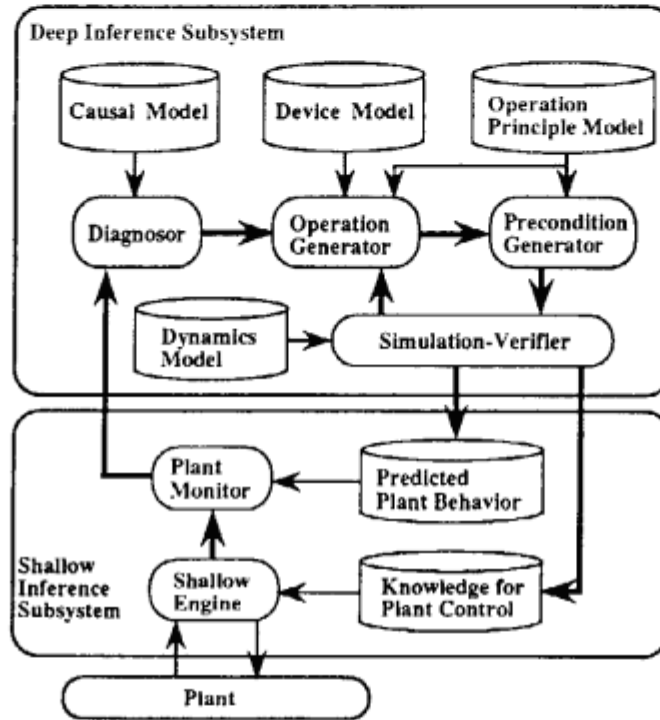 Deep Inference Subsystem
Causal Model
Device Model
Operation
Principle Model
Diagnosor
Operation
Generator
Precondition
Generator
Dynamics
Model
Simulation-Verifier
Plant
Monitor
Predicted
Plant Behavior
Shallow
Inference
Subsystem
Shallow
Engine
Knowledge for
Plant Control
Plant